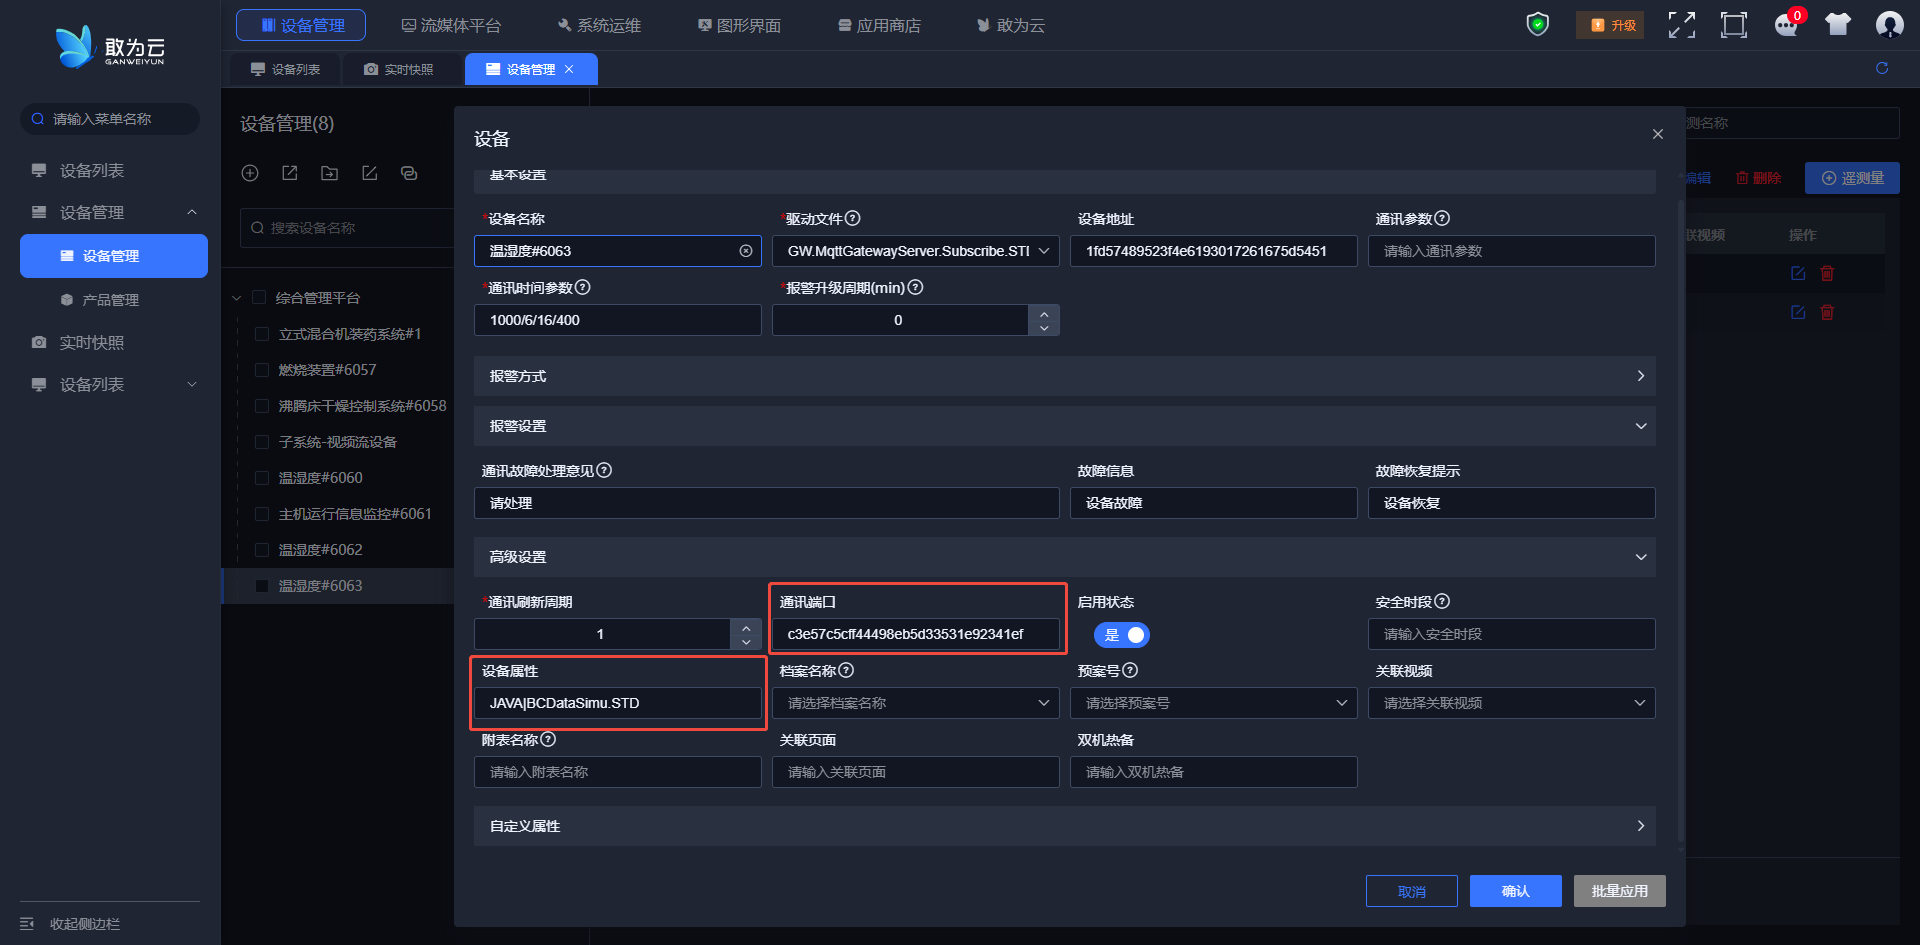 敢为云
GANWEIYUN
设备管理
流媒体平台
系统运维
图形界面
应用商店
敢为云
升级
0
设备列表
实时快照
设备管理
请输入菜单名称
设备列表
设备管理
设备管理
产品管理
实时快照
设备列表
收起侧边栏
设备管理(8)
搜索设备名称
综合管理平台
立式混合机装药系统#1
燃烧装置#6057
沸腾床干燥控制系统#6058
子系统-视频流设备
温湿度#6060
主机运行信息监控#6061
温湿度#6062
温湿度#6063
测名称
编辑
删除
遥测量
联视频
操作
设备
基本设置
*设备名称
*驱动文件
设备地址
通讯参数
温湿度#6063
GW.MqttGatewayServer.Subscribe.STD
1fd57489523f4e6193017261675d5451
请输入通讯参数
*通讯时间参数
*报警升级周期(min)
1000/6/16/400
0
报警方式
报警设置
通讯故障处理意见
故障信息
故障恢复提示
请处理
设备故障
设备恢复
高级设置
*通讯刷新周期
通讯端口
启用状态
安全时段
1
c3e57c5cff44498eb5d33531e92341ef
是
请输入安全时段
设备属性
档案名称
预案号
关联视频
JAVA|BCDataSimu.STD
请选择档案名称
请选择预案号
请选择关联视频
附表名称
关联页面
双机热备
请输入附表名称
请输入关联页面
请输入双机热备
自定义属性
取消
确认
批量应用